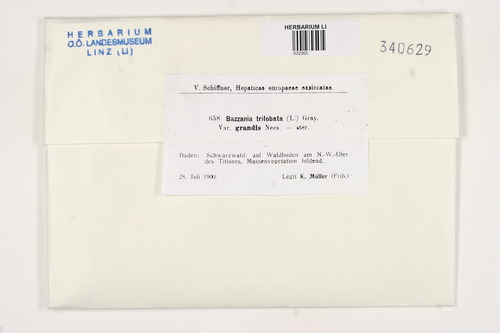 HERBARIUM
O.Ö. LANDESMUSEUM
LINZ (LI)
HERBARIUM LI
340629
V. Schiffner, Hepaticae europaeae exsiccatae.
658 Bazzania trilobata (L.) Gray.
Var. grandis Nees. — ster.
Baden: Schwarzwald; auf Waldboden am N.-W.-Ufer
des Titisees, Massenvegetation bildend.
28. Juli 1900. Legit K. Müller (Frib.)